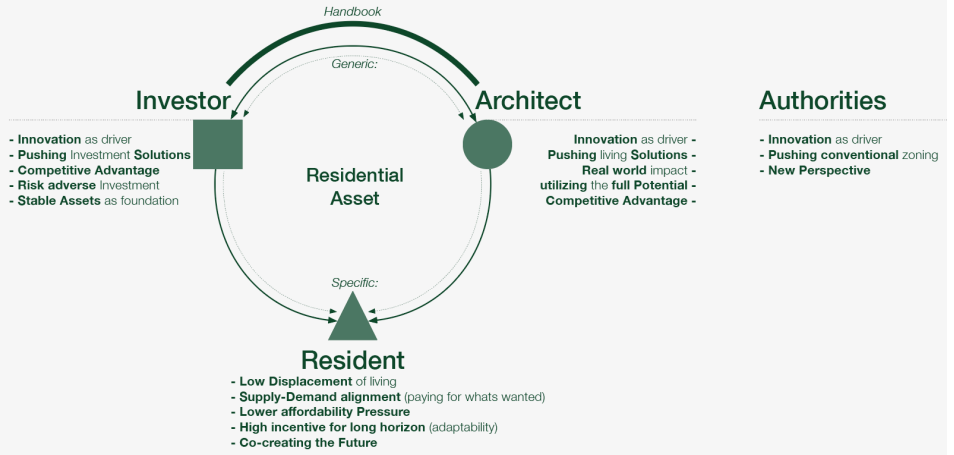 Handbook
Generic:
Investor
- Innovation as driver
- Pushing Investment Solutions
- Competitive Advantage
- Risk adverse Investment
- Stable Assets as foundation
Architect
Innovation as driver -
Pushing living Solutions -
Real world impact -
utilizing the full Potential -
Competitive Advantage -
Authorities
- Innovation as driver
- Pushing conventional zoning
- New Perspective
Residential
Asset
Specific:
Resident
- Low Displacement of living
- Supply-Demand alignment (paying for whats wanted)
- Lower affordability Pressure
- High incentive for long horizon (adaptability)
- Co-creating the Future